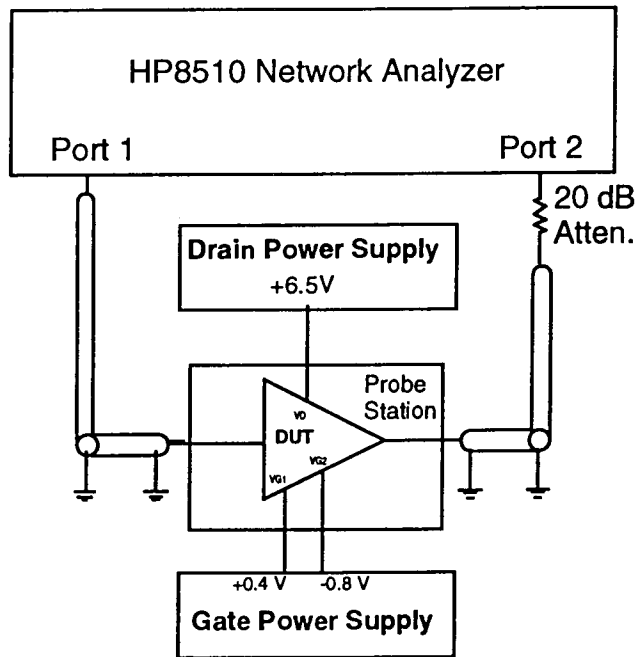 HP8510 Network Analyzer
Port 1
Port 2
20 dB
Atten.
Drain Power Supply
+6.5V
Probe
Station
VD
DUT
VG1
VG2
+0.4 V
-0.8 V
Gate Power Supply